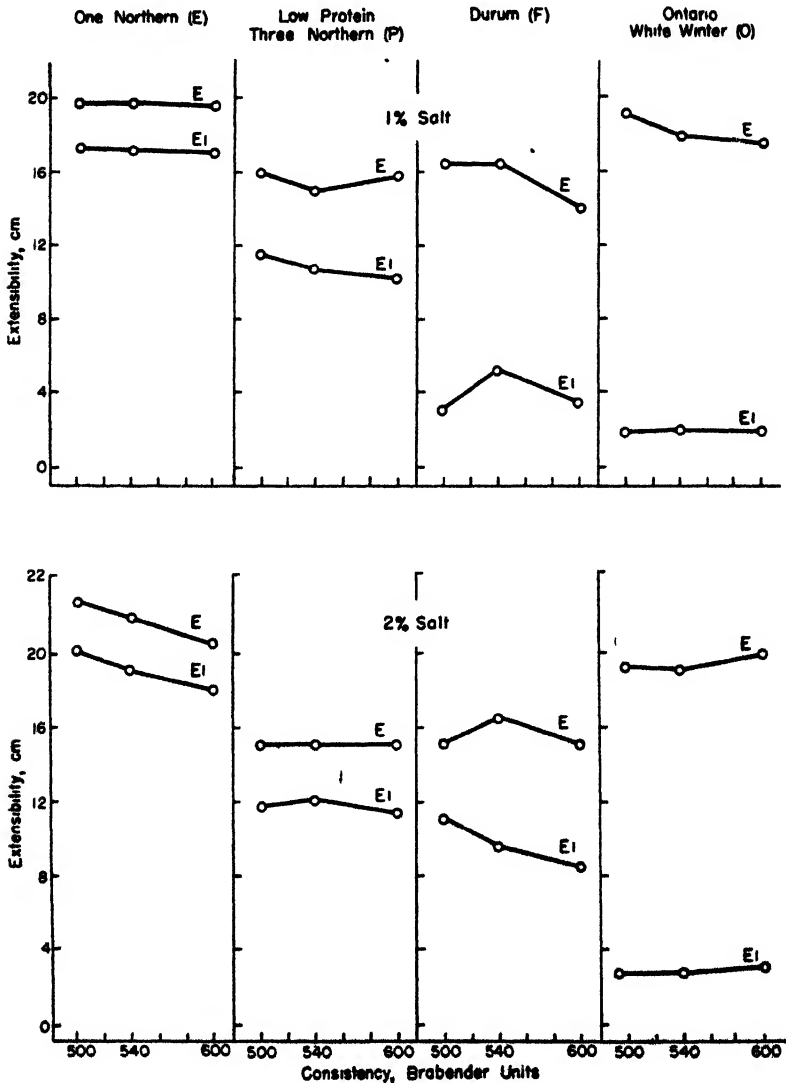 One Northern (E)
Low Protein
Three Northern (P)
Durum (F)
Ontario
White Winter (O)
1% Salt
Extensibility, cm
20
16
12
8
4
0
E
E1
E
E1
E
E1
E
E1
2% Salt
Extensibility, cm
22
20
16
12
8
4
0
E
E1
E
E1
E
E1
E
E1
500 540 600 500 540 600 500 540 600 500 540 600
Consistency, Brabender Units